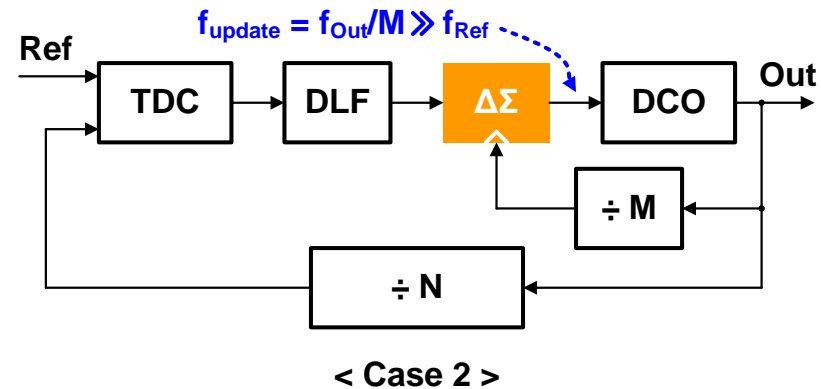 f_update = f_Out/M ≫ f_Ref
Ref
Out
TDC
DLF
ΔΣ
DCO
÷ M
÷ N
< Case 2 >